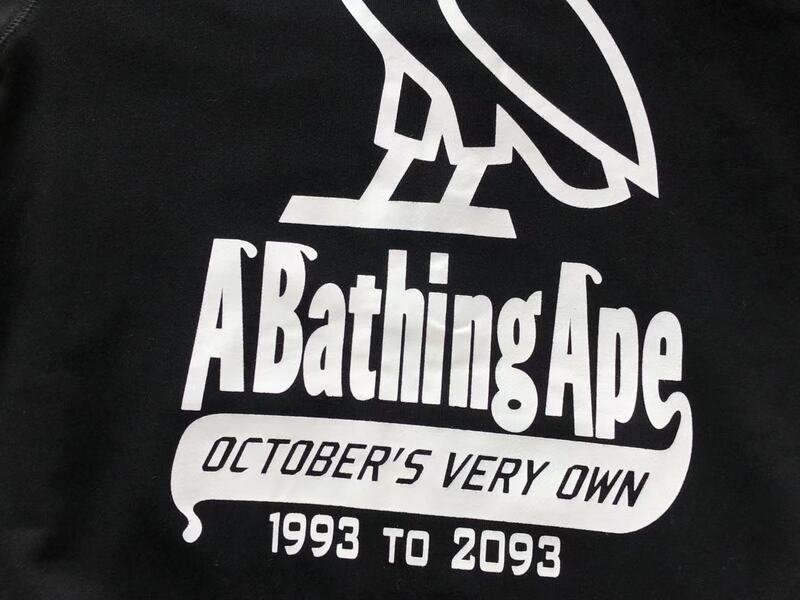 A Bathing Ape
OCTOBER'S VERY OWN
1993 TO 2093